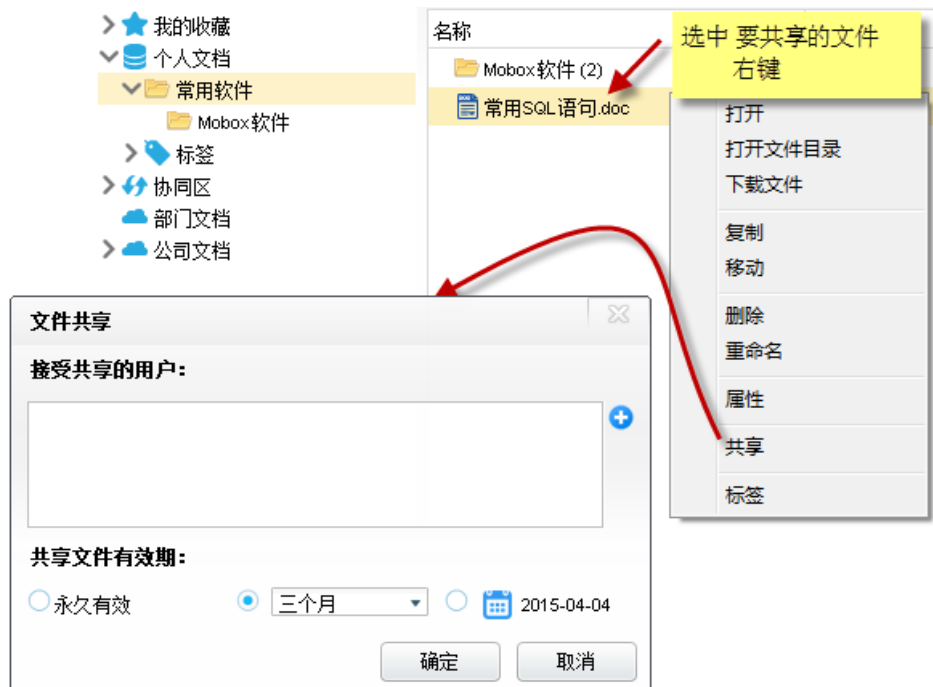 我的收藏
个人文档
常用软件
Mobox软件
标签
协同区
部门文档
公司文档
名称
Mobox软件 (2)
常用SQL语句.doc
选中 要共享的文件
右键
打开
打开文件目录
下载文件
复制
移动
删除
重命名
属性
共享
标签
文件共享
接受共享的用户:
共享文件有效期:
永久有效 三个月 2015-04-04
确定 取消